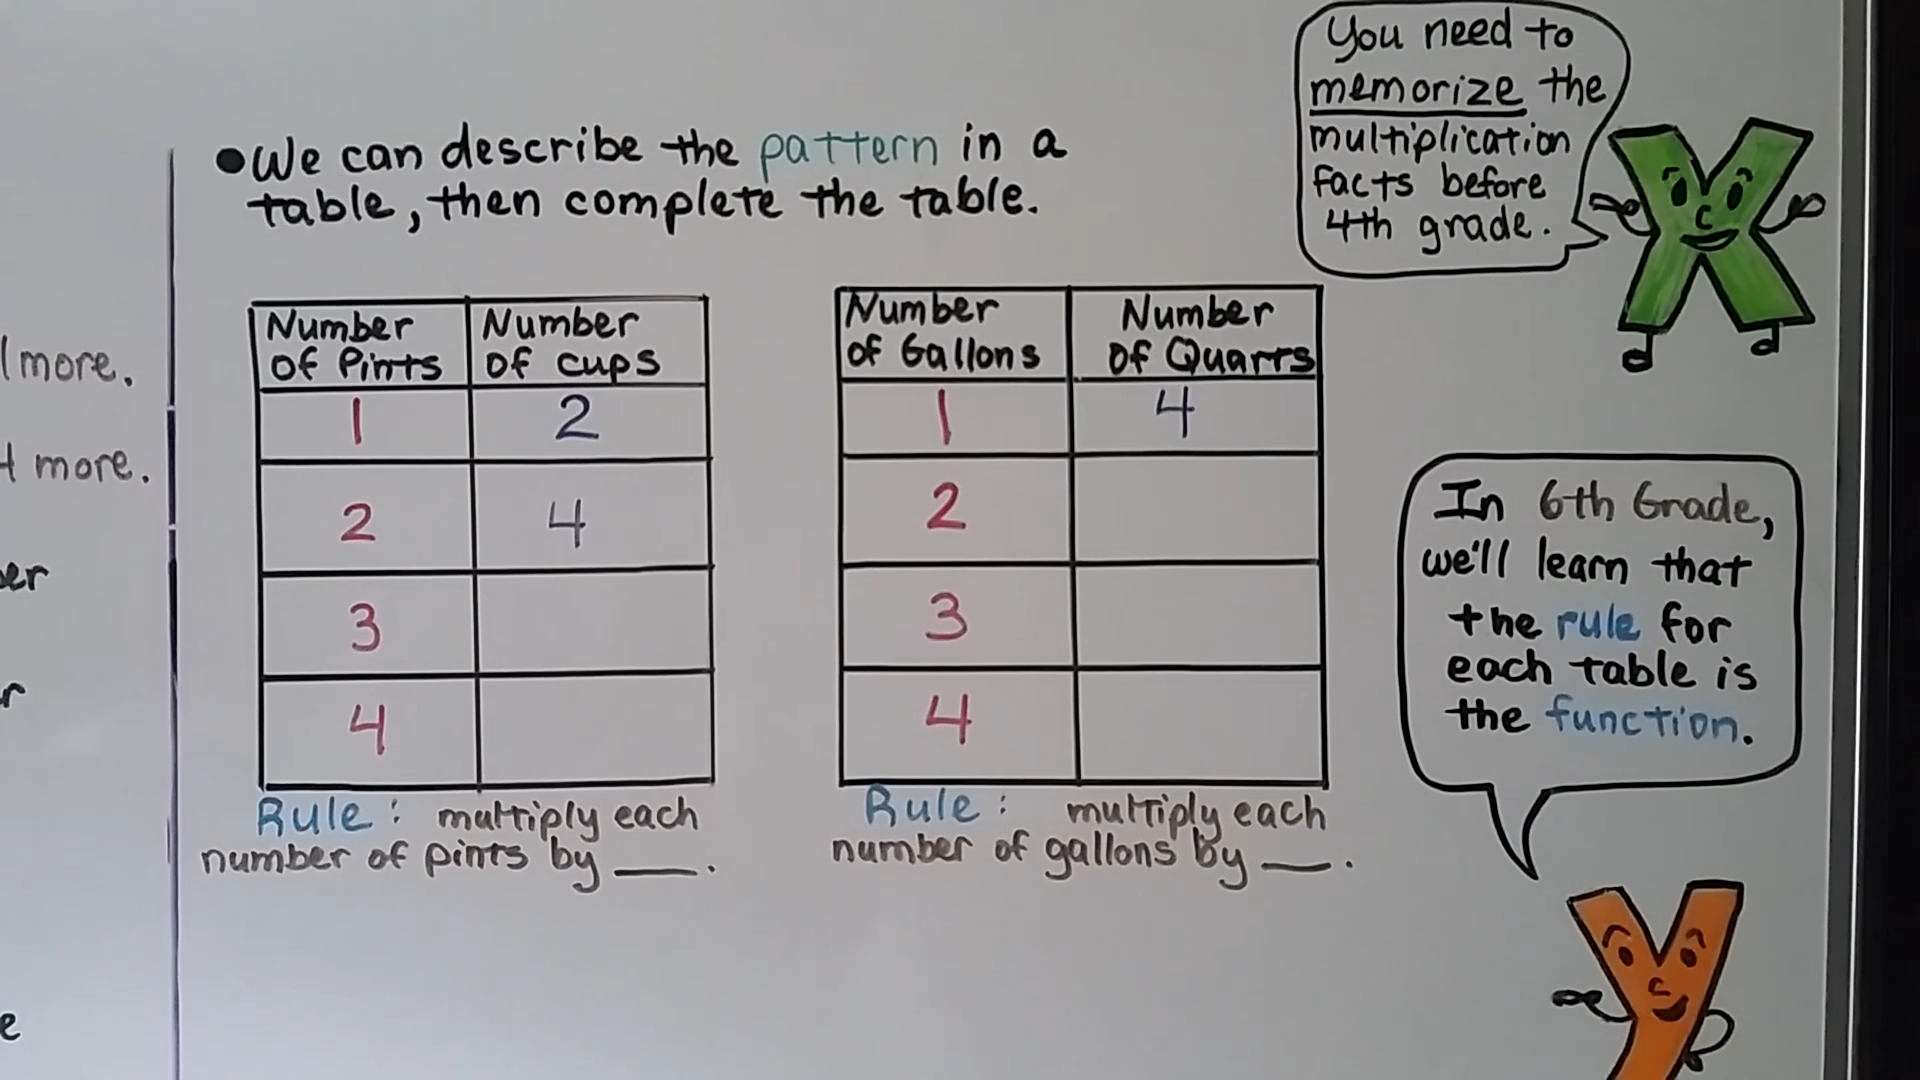 l more.
4 more.
er
r
e
•We can describe the pattern in a
table, then complete the table.
Number of Pints | Number of cups
1 | 2
2 | 4
3
4
Rule: multiply each
number of pints by ___.
Number of Gallons | Number of Quarts
1 | 4
2
3
4
Rule: multiply each
number of gallons by ___.
You need to
memorize the
multiplication
facts before
4th grade.
X
In 6th Grade,
we'll learn that
the rule for
each table is
the function.
Y